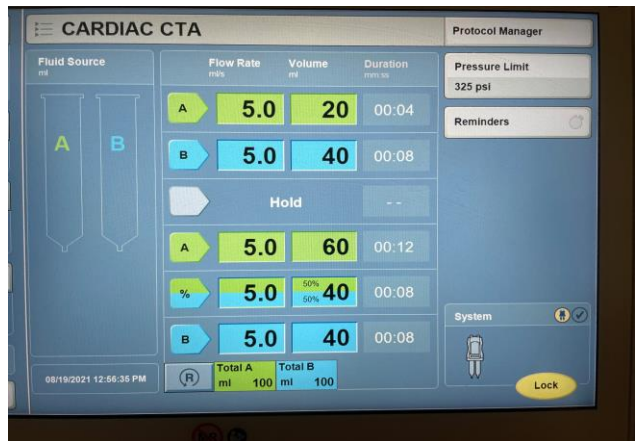 CARDIAC CTA
Protocol Manager
Fluid Source
ml
A
B
Flow Rate Volume Duration
ml/s ml mm:ss
A 5.0 20 00:04
B 5.0 40 00:08
Hold - -
A 5.0 60 00:12
% 5.0 50% 50% 40 00:08
B 5.0 40 00:08
R
Total A Total B
ml 100 ml 100
08/19/2021 12:56:35 PM
Pressure Limit
325 psi
Reminders
System
Lock